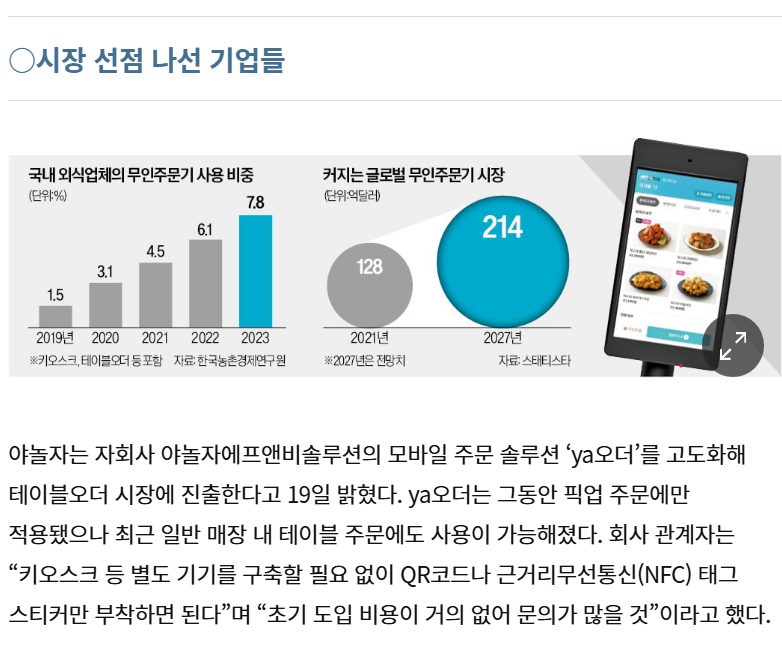 ○시장 선점 나선 기업들
국내 외식업체의 무인주문기 사용 비중
(단위:%)
1.5
3.1
4.5
6.1
7.8
2019년 2020 2021 2022 2023
※키오스크, 테이블오더 등 포함 자료: 한국농촌경제연구원
커지는 글로벌 무인주문기 시장
(단위:억달러)
128
214
2021년 2027년
※2027년은 전망치 자료: 스태티스타
야놀자는 자회사 야놀자에프앤비솔루션의 모바일 주문 솔루션 ‘ya오더’를 고도화해
테이블오더 시장에 진출한다고 19일 밝혔다. ya오더는 그동안 픽업 주문에만
적용됐으나 최근 일반 매장 내 테이블 주문에도 사용이 가능해졌다. 회사 관계자는
“키오스크 등 별도 기기를 구축할 필요 없이 QR코드나 근거리무선통신(NFC) 태그
스티커만 부착하면 된다”며 “초기 도입 비용이 거의 없어 문의가 많을 것”이라고 했다.